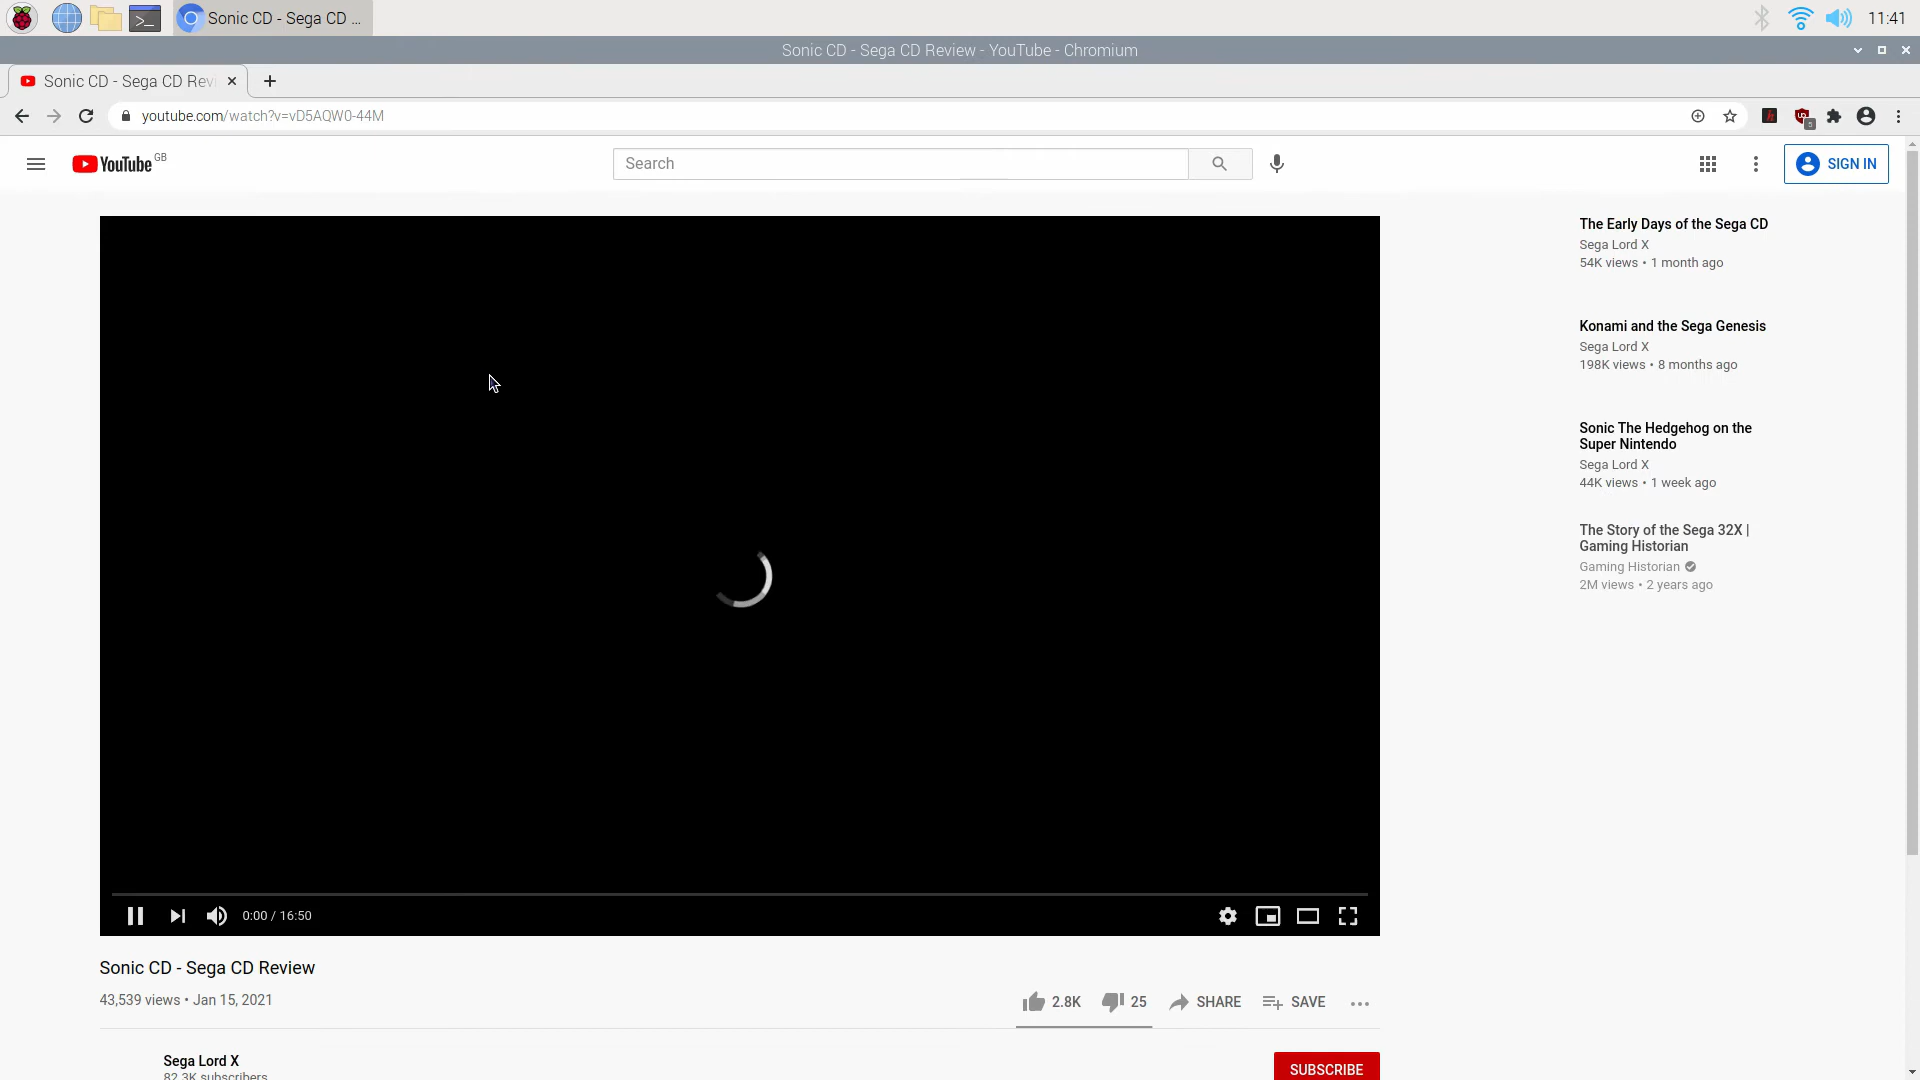 Sonic CD - Sega CD ...
11:41
Sonic CD - Sega CD Review - YouTube - Chromium
Sonic CD - Sega CD Rev
youtube.com/watch?v=vD5AQW0-44M
5
YouTube GB
Search
SIGN IN
The Early Days of the Sega CD
Sega Lord X
54K views • 1 month ago
Konami and the Sega Genesis
Sega Lord X
198K views • 8 months ago
Sonic The Hedgehog on the
Super Nintendo
Sega Lord X
44K views • 1 week ago
The Story of the Sega 32X |
Gaming Historian
Gaming Historian
2M views • 2 years ago
0:00 / 16:50
Sonic CD - Sega CD Review
43,539 views • Jan 15, 2021
2.8K
25
SHARE
SAVE
Sega Lord X
82.3K subscribers
SUBSCRIBE